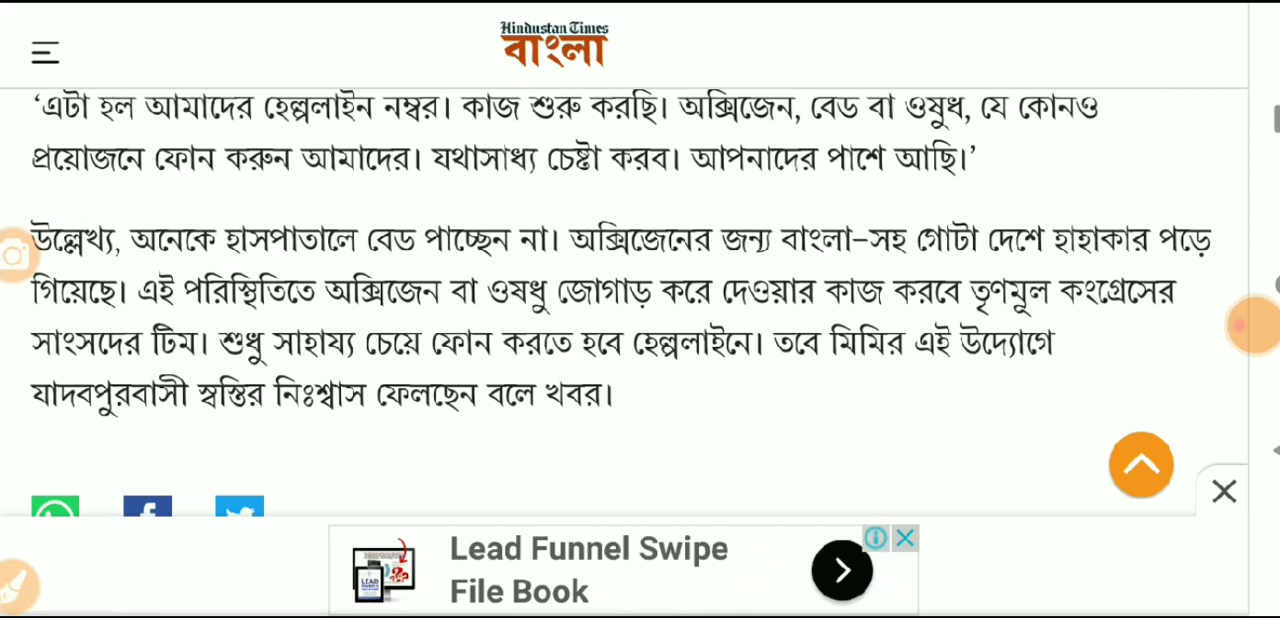 Hindustan Times
বাংলা
‘এটা হল আমাদের হেল্পলাইন নম্বর। কাজ শুরু করছি। অক্সিজেন, বেড বা ওষুধ, যে কোনও
প্রয়োজনে ফোন করুন আমাদের। যথাসাধ্য চেষ্টা করব। আপনাদের পাশে আছি।’
উল্লেখ্য, অনেকে হাসপাতালে বেড পাচ্ছেন না। অক্সিজেনের জন্য বাংলা–সহ গোটা দেশে হাহাকার পড়ে
গিয়েছে। এই পরিস্থিতিতে অক্সিজেন বা ওষধু জোগাড় করে দেওয়ার কাজ করবে তৃণমূল কংগ্রেসের
সাংসদের টিম। শুধু সাহায্য চেয়ে ফোন করতে হবে হেল্পলাইনে। তবে মিমির এই উদ্যোগে
যাদবপুরবাসী স্বস্তির নিঃশ্বাস ফেলছেন বলে খবর।
Lead Funnel Swipe
File Book